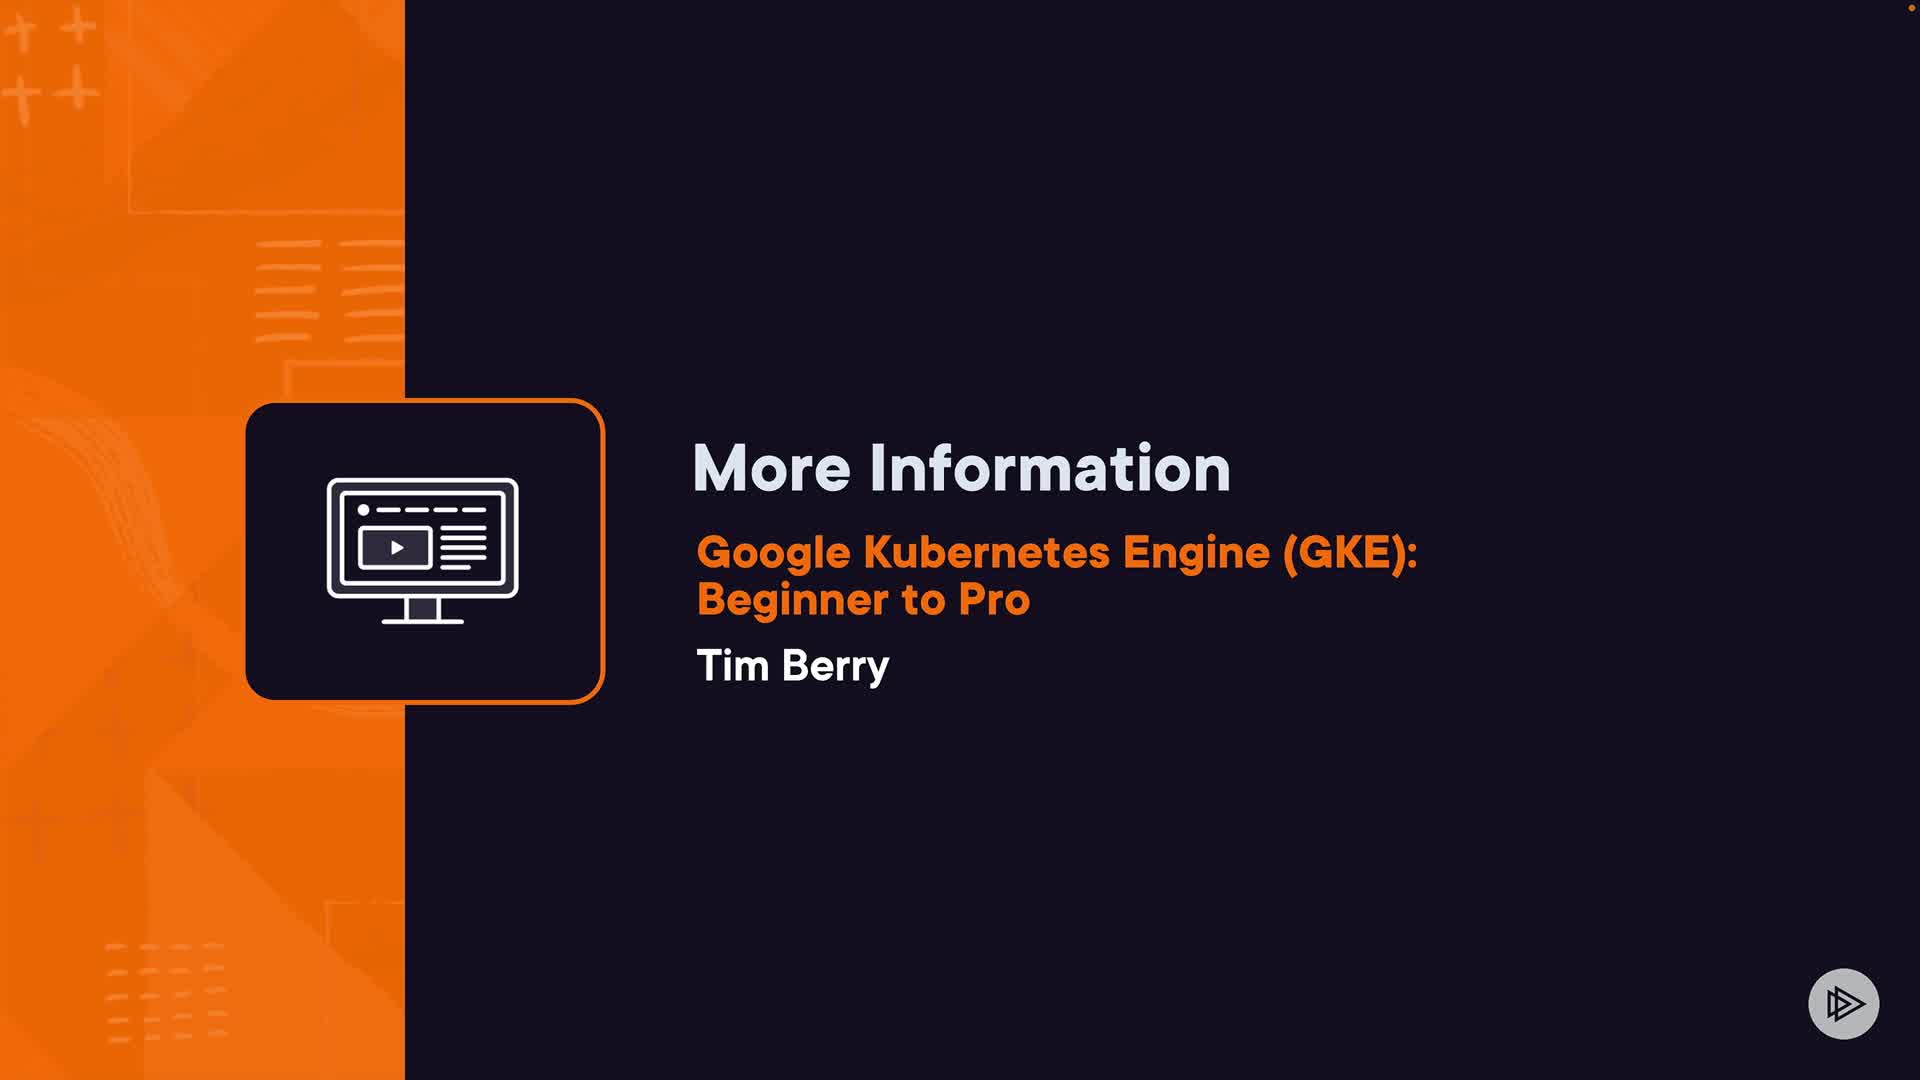 More Information
Google Kubernetes Engine (GKE):
Beginner to Pro
Tim Berry